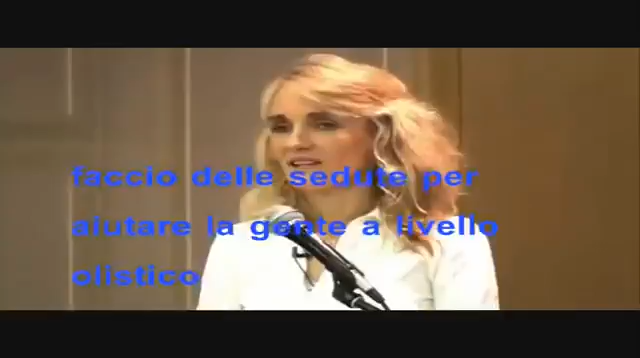 faccio delle sedute per
aiutare la gente a livello
olistico